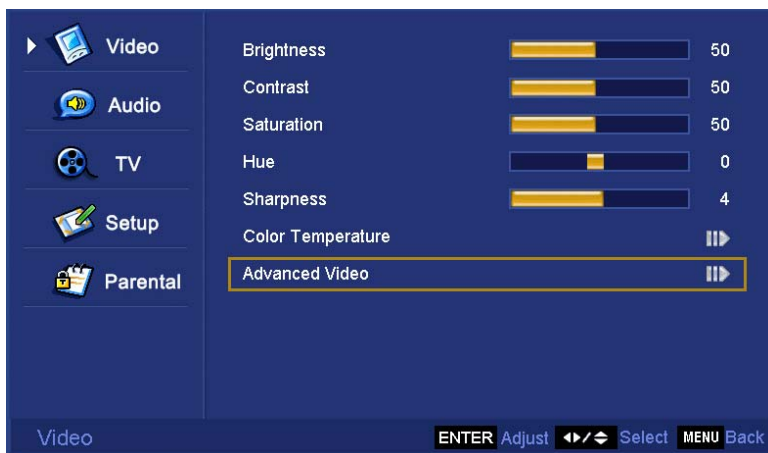 Video
Audio
TV
Setup
Parental
Brightness 50
Contrast 50
Saturation 50
Hue 0
Sharpness 4
Color Temperature
Advanced Video
Video ENTER Adjust / Select MENU Back